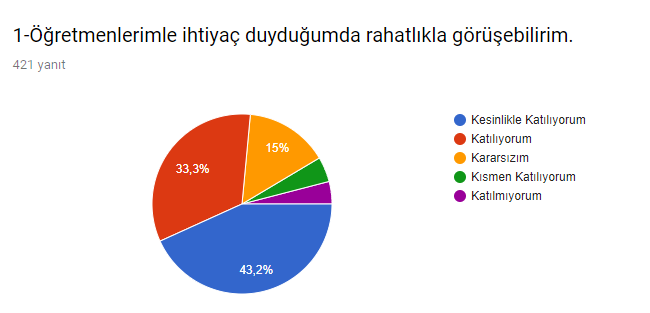 1-Öğretmenlerimle ihtiyaç duyduğumda rahatlıkla görüşebilirim.
421 yanıt
Kesinlikle Katılıyorum
Katılıyorum
Kararsızım
Kısmen Katılıyorum
Katılmıyorum
15%
33,3%
43,2%